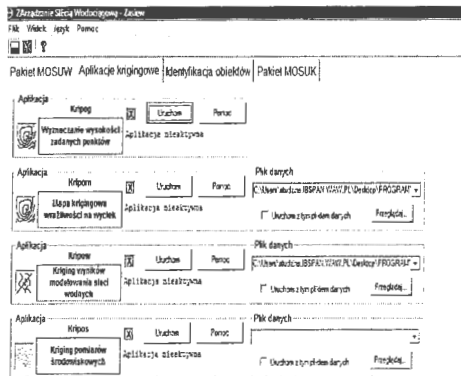 ZArządzanie SIEcią Wodociągową - Zasiew
Plik Widok Język Pomoc
Pakiet MOSUW Aplikacje krigingowe Identyfikacja obiektów Pakiet MOSUK
Aplikacja
Kripog
X Uruchom Pomoc
Wyznaczanie wysokości zadanych punktów
Aplikacja nieaktywna
Aplikacja
Kripom
X Uruchom Pomoc
Mapa krigingowa wrażliwości na wyciek
Aplikacja nieaktywna
Plik danych
Uruchom z tym plikiem danych Przeglądaj...
Aplikacja
Kripow
X Uruchom Pomoc
Kriging wyników modelowania sieci wodnych
Aplikacja nieaktywna
Plik danych
Uruchom z tym plikiem danych Przeglądaj...
Aplikacja
Kripos
X Uruchom Pomoc
Kriging pomiarów środowiskowych
Aplikacja nieaktywna
Plik danych
Uruchom z tym plikiem danych Przeglądaj...